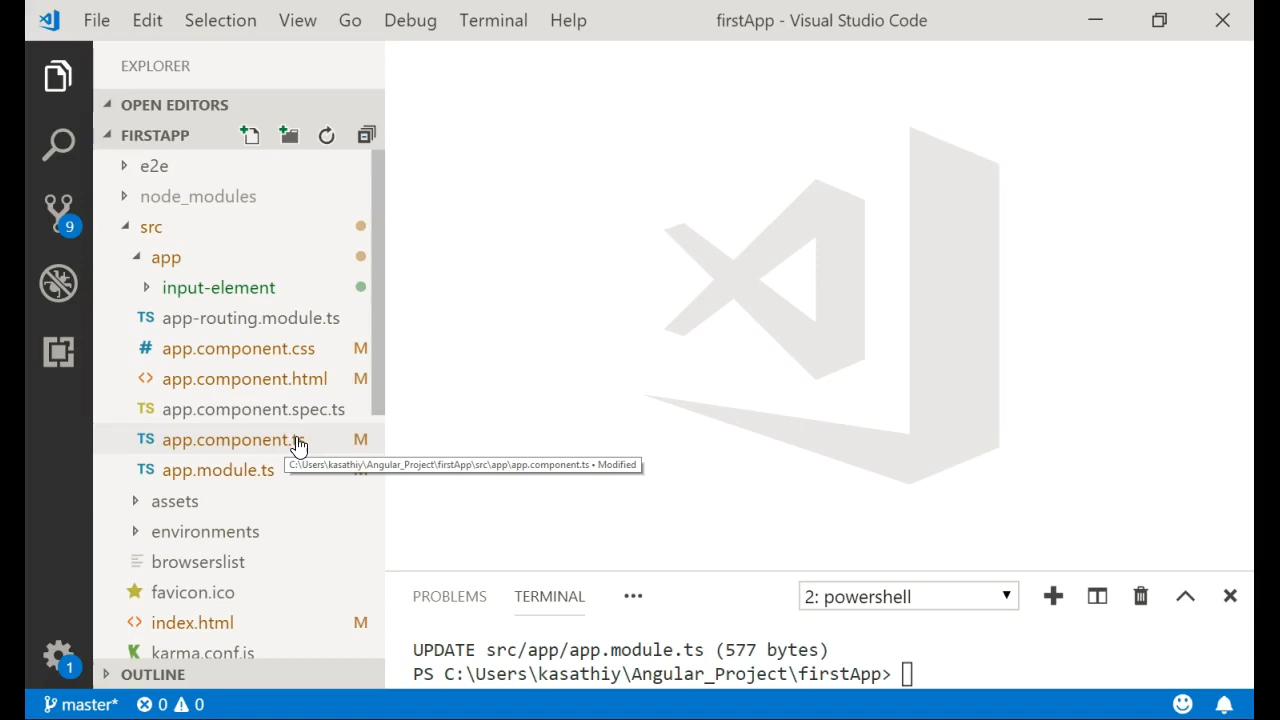 File Edit Selection View Go Debug Terminal Help firstApp - Visual Studio Code
EXPLORER
OPEN EDITORS
FIRSTAPP
e2e
node_modules
9
src
app
input-element
TS app-routing.module.ts
# app.component.css M
<> app.component.html M
TS app.component.spec.ts
TS app.component.ts M
C:\Users\kasathiy\Angular_Project\firstApp\src\app\app.component.ts • Modified
TS app.module.ts
assets
environments
browserslist
favicon.ico
<> index.html M
karma.conf.js
1
OUTLINE
PROBLEMS TERMINAL ••• 2: powershell
UPDATE src/app/app.module.ts (577 bytes)
PS C:\Users\kasathiy\Angular_Project\firstApp>
master* 0 0